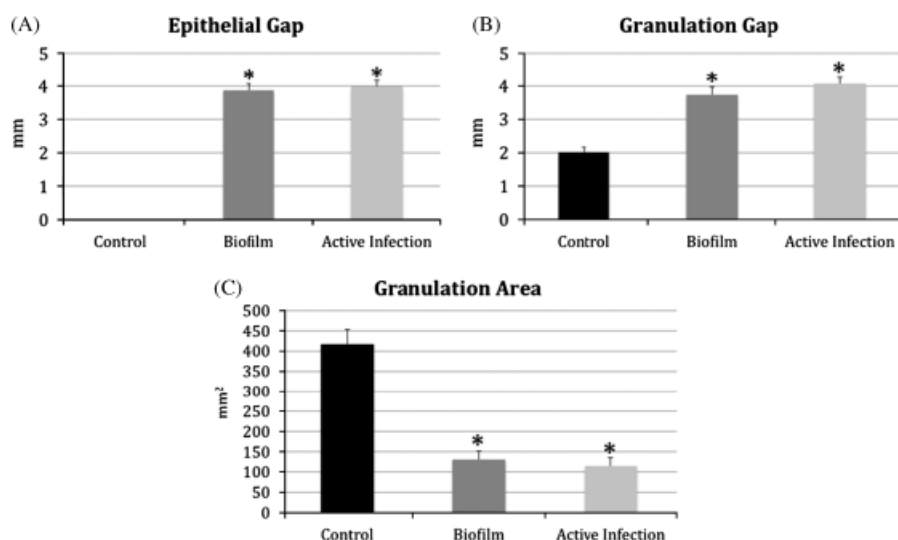 (A) Epithelial Gap
5
4
3
2
1
0
mm
* *
Control Biofilm Active Infection
(B) Granulation Gap
5
4
3
2
1
0
mm
* *
Control Biofilm Active Infection
(C) Granulation Area
500
450
400
350
300
250
200
150
100
50
0
mm²
* *
Control Biofilm Active Infection